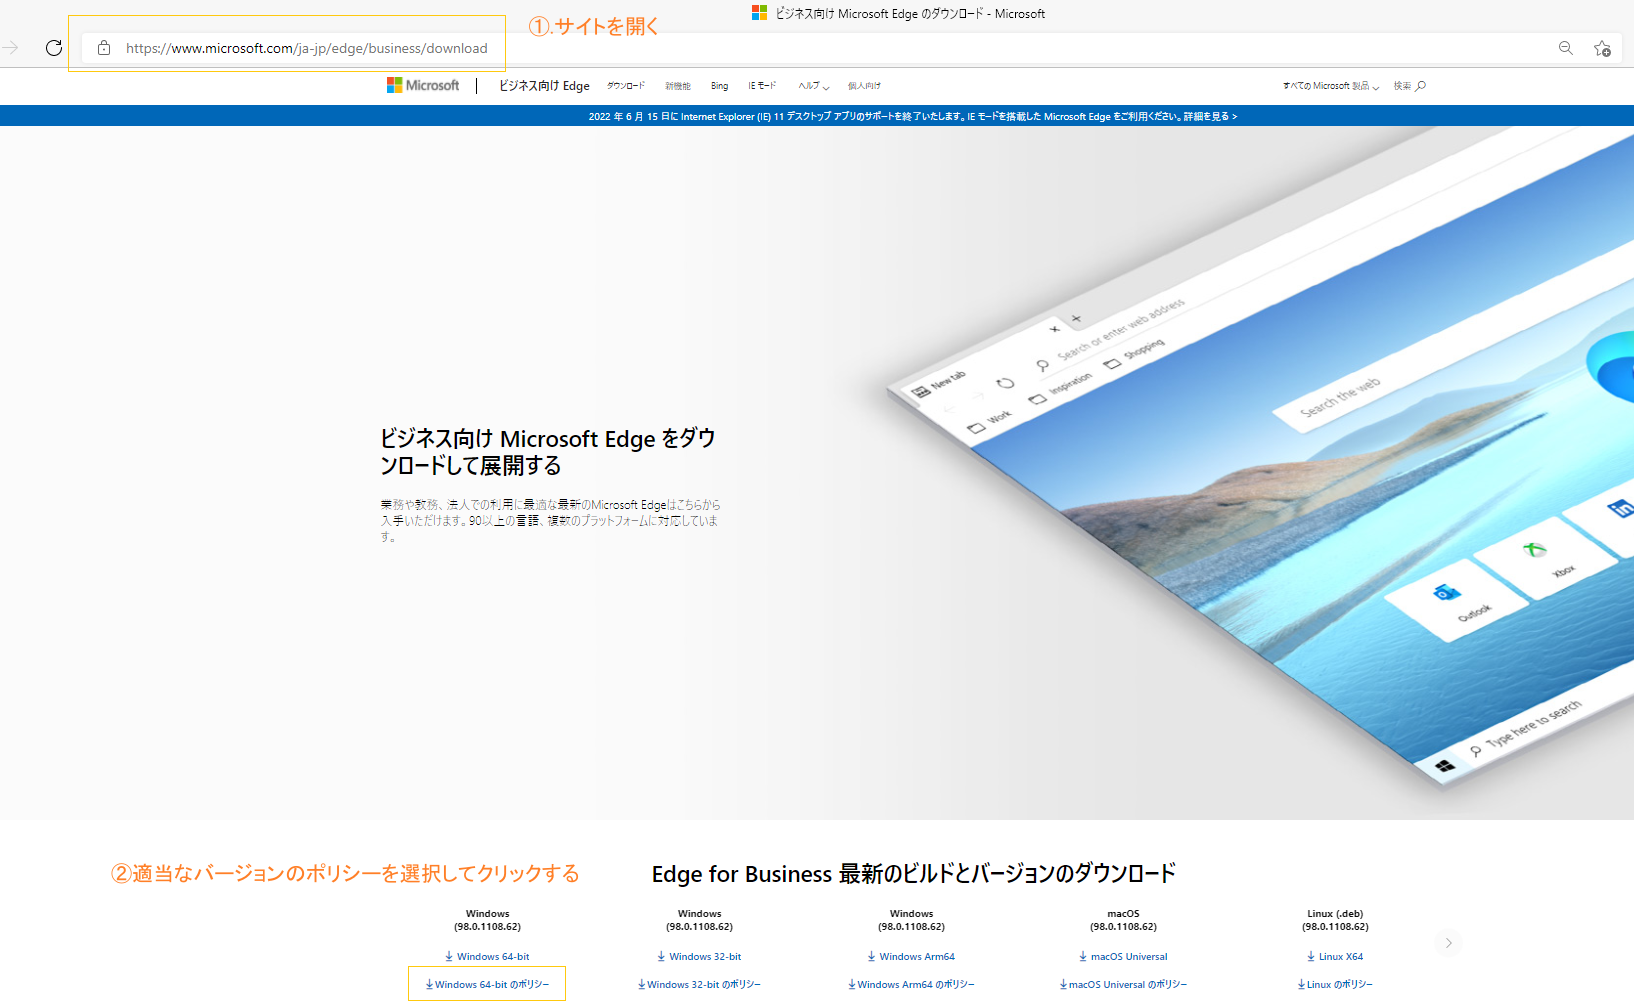 ビジネス向け Microsoft Edge のダウンロード - Microsoft
①.サイトを開く
https://www.microsoft.com/ja-jp/edge/business/download
Microsoft
ビジネス向け Edge
ダウンロード
新機能
Bing
IE モード
ヘルプ
個人向け
すべての Microsoft 製品
検索
2022 年 6 月 15 日に Internet Explorer (IE) 11 デスクトップ アプリのサポートを終了いたします。IE モードを搭載した Microsoft Edge をご利用ください。詳細を見る >
New tab
Search or enter web address
Work
Inspiration
Shopping
Search the web
Outlook
Xbox
Type here to search
ビジネス向け Microsoft Edge をダウ
ンロードして展開する
業務や教務、法人での利用に最適な最新のMicrosoft Edgeはこちらから
入手いただけます。90以上の言語、複数のプラットフォームに対応していま
す。
②適当なバージョンのポリシーを選択してクリックする
Edge for Business 最新のビルドとバージョンのダウンロード
Windows
(98.0.1108.62)
Windows 64-bit
Windows 64-bit のポリシー
Windows
(98.0.1108.62)
Windows 32-bit
Windows 32-bit のポリシー
Windows
(98.0.1108.62)
Windows Arm64
Windows Arm64 のポリシー
macOS
(98.0.1108.62)
macOS Universal
macOS Universal のポリシー
Linux (.deb)
(98.0.1108.62)
Linux X64
Linux のポリシー